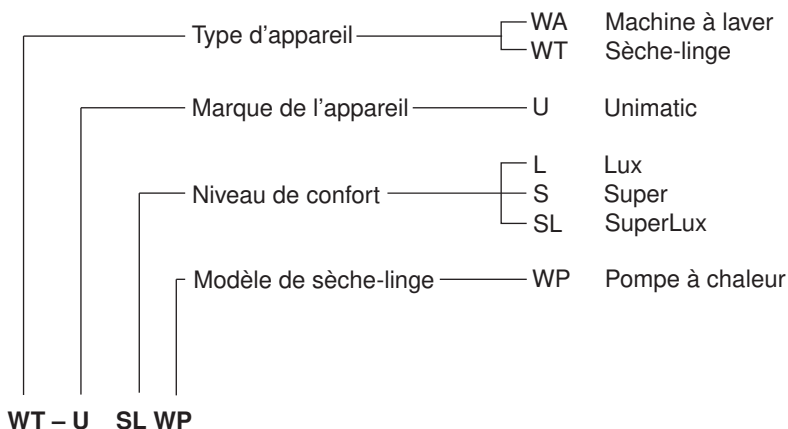 Type d'appareil WA Machine à laver
WT Sèche-linge
Marque de l'appareil U Unimatic
L Lux
Niveau de confort S Super
SL SuperLux
Modèle de sèche-linge WP Pompe à chaleur
WT – U SL WP